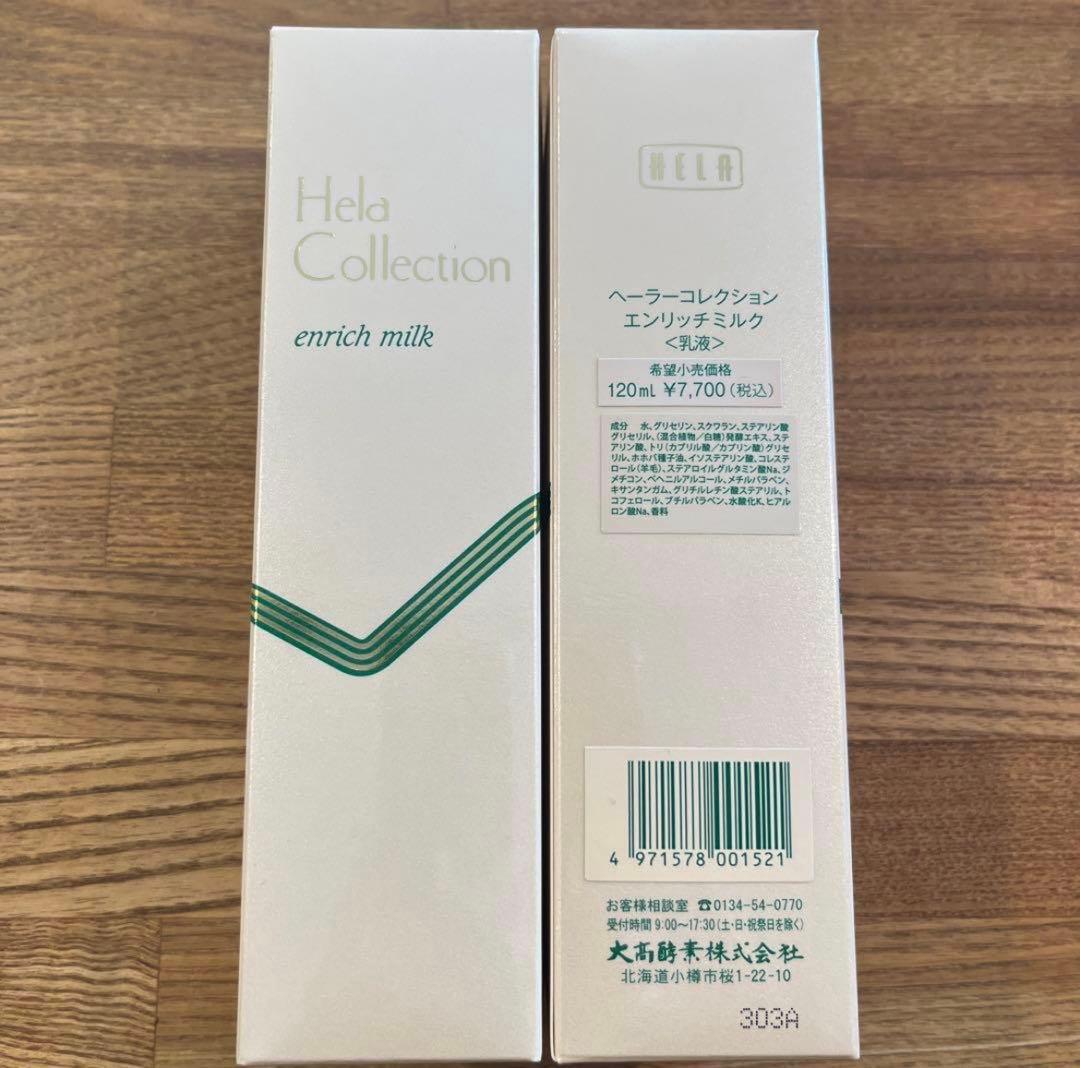 Hela
Collection
enrich milk
HELA
ヘーラーコレクション
エンリッチミルク
<乳液>
希望小売価格
120mL ¥7,700(税込)
成分 水、グリセリン、スクワラン、ステアリン酸
グリセリル、(混合植物/白糖)発酵エキス、ステ
アリン酸、トリ(カプリル酸/カプリン酸)グリセ
リル、ホホバ種子油、イソステアリン酸、コレステ
ロール(羊毛)、ステアロイルグルタミン酸Na、ジ
メチコン、ベヘニルアルコール、メチルパラベン、
キサンタンガム、グリチルレチン酸ステアリル、ト
コフェロール、ブチルパラベン、水酸化K、ヒアル
ロン酸Na、香料
4 971578 001521
お客様相談室 ☎0134-54-0770
受付時間 9:00~17:30(土・日・祝祭日を除く)
大高酵素株式会社
北海道小樽市桜1-22-10
303A